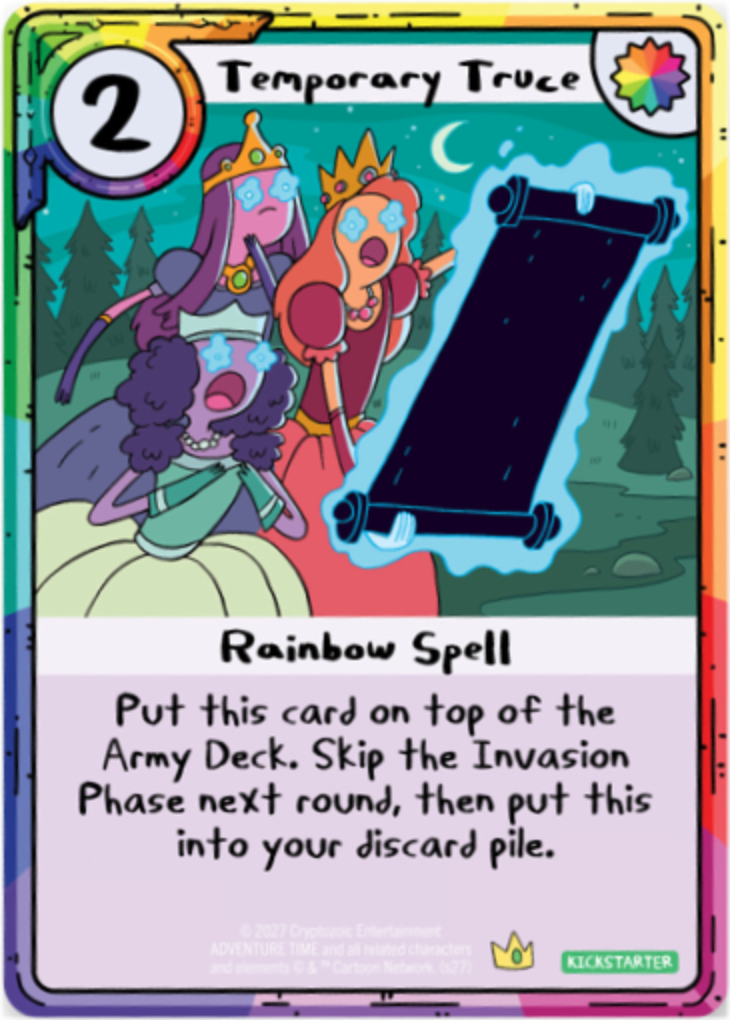 2
Temporary Truce
Rainbow Spell
Put this card on top of the
Army Deck. Skip the Invasion
Phase next round, then put this
into your discard pile.
© 2027 Cryptozoic Entertainment
ADVENTURE TIME and all related characters
and elements © & ™ Cartoon Network. (s27)
KICKSTARTER